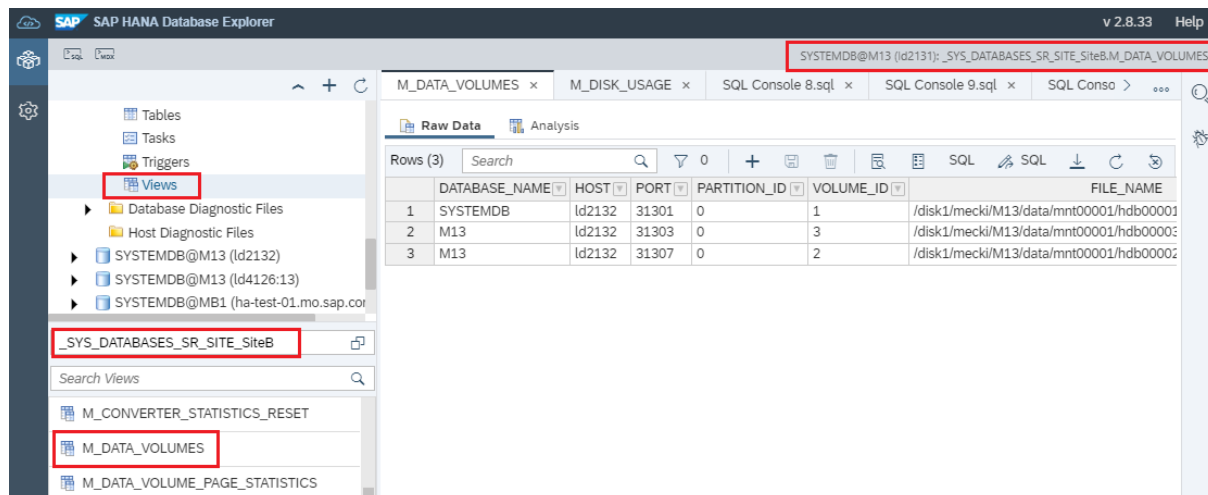 SAP SAP HANA Database Explorer v 2.8.33 Help
SQL MDX SYSTEMDB@M13 (ld2131): _SYS_DATABASES_SR_SITE_SiteB.M_DATA_VOLUMES
M_DATA_VOLUMES × M_DISK_USAGE × SQL Console 8.sql × SQL Console 9.sql × SQL Conso
Tables
Tasks
Triggers
Views
Database Diagnostic Files
Host Diagnostic Files
SYSTEMDB@M13 (ld2132)
SYSTEMDB@M13 (ld4126:13)
SYSTEMDB@MB1 (ha-test-01.mo.sap.cor
_SYS_DATABASES_SR_SITE_SiteB
Search Views
M_CONVERTER_STATISTICS_RESET
M_DATA_VOLUMES
M_DATA_VOLUME_PAGE_STATISTICS
Raw Data Analysis
Rows (3) Search 0 SQL SQL
DATABASE_NAME HOST PORT PARTITION_ID VOLUME_ID FILE_NAME
1 SYSTEMDB ld2132 31301 0 1 /disk1/mecki/M13/data/mnt00001/hdb00001
2 M13 ld2132 31303 0 3 /disk1/mecki/M13/data/mnt00001/hdb00003
3 M13 ld2132 31307 0 2 /disk1/mecki/M13/data/mnt00001/hdb00002